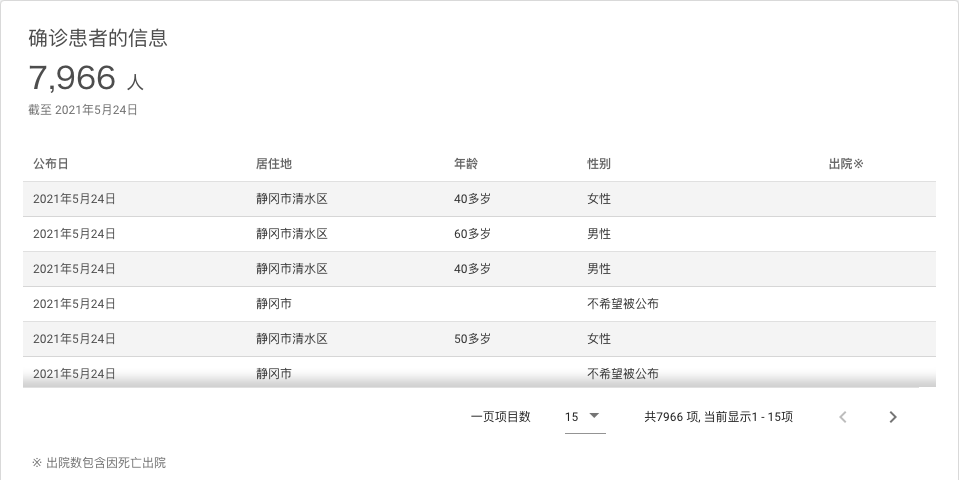 确诊患者的信息
7,966 人
截至 2021年5月24日
公布日 居住地 年龄 性别 出院※
2021年5月24日 静冈市清水区 40多岁 女性
2021年5月24日 静冈市清水区 60多岁 男性
2021年5月24日 静冈市清水区 40多岁 男性
2021年5月24日 静冈市 不希望被公布
2021年5月24日 静冈市清水区 50多岁 女性
2021年5月24日 静冈市 不希望被公布
一页项目数 15 共7966 项, 当前显示1 - 15项
※ 出院数包含因死亡出院